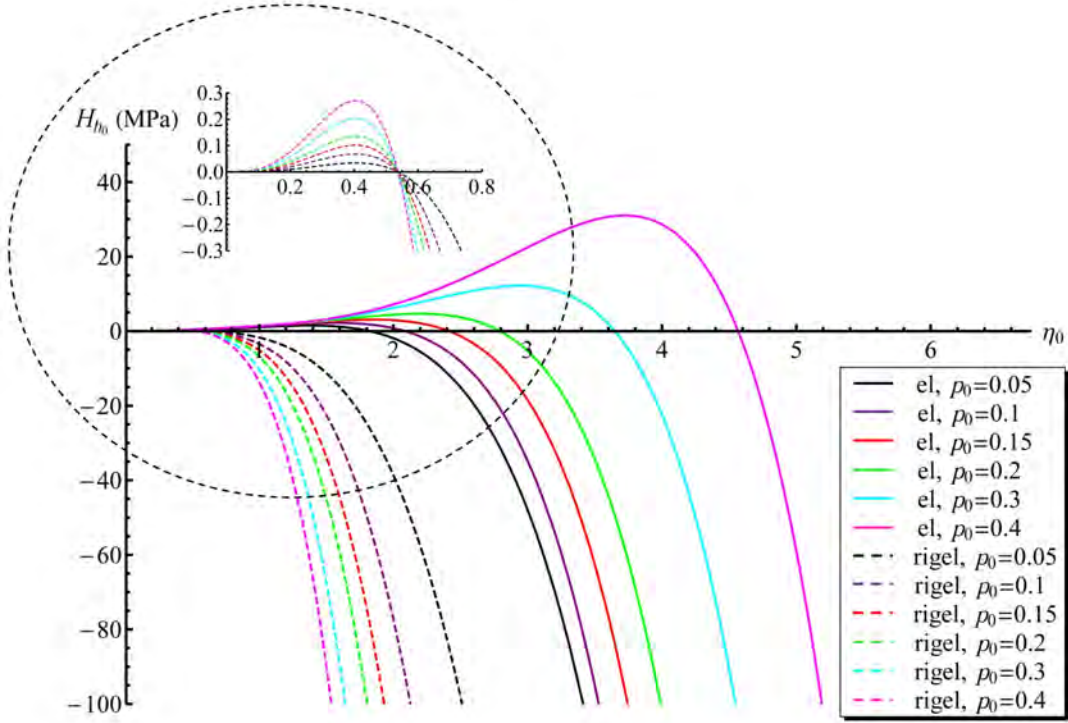 H_{h_0} (MPa)
0.3
0.2
0.1
0.0
−0.1
−0.2
−0.3
0.2 0.4 0.6 0.8
40
20
0
−20
−40
−60
−80
−100
1 2 3 4 5 6 η_0
el, p_0=0.05
el, p_0=0.1
el, p_0=0.15
el, p_0=0.2
el, p_0=0.3
el, p_0=0.4
rigel, p_0=0.05
rigel, p_0=0.1
rigel, p_0=0.15
rigel, p_0=0.2
rigel, p_0=0.3
rigel, p_0=0.4